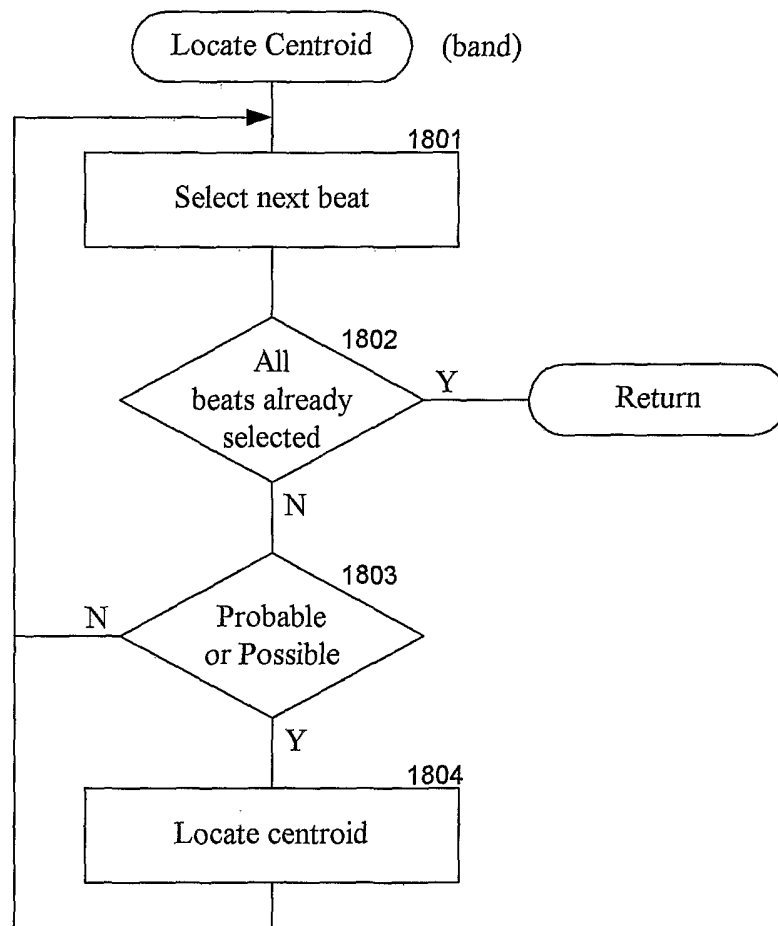 Locate Centroid (band)
1801
Select next beat
1802
All
beats already
selected
Y
Return
N
1803
Probable
or Possible
N
Y
1804
Locate centroid